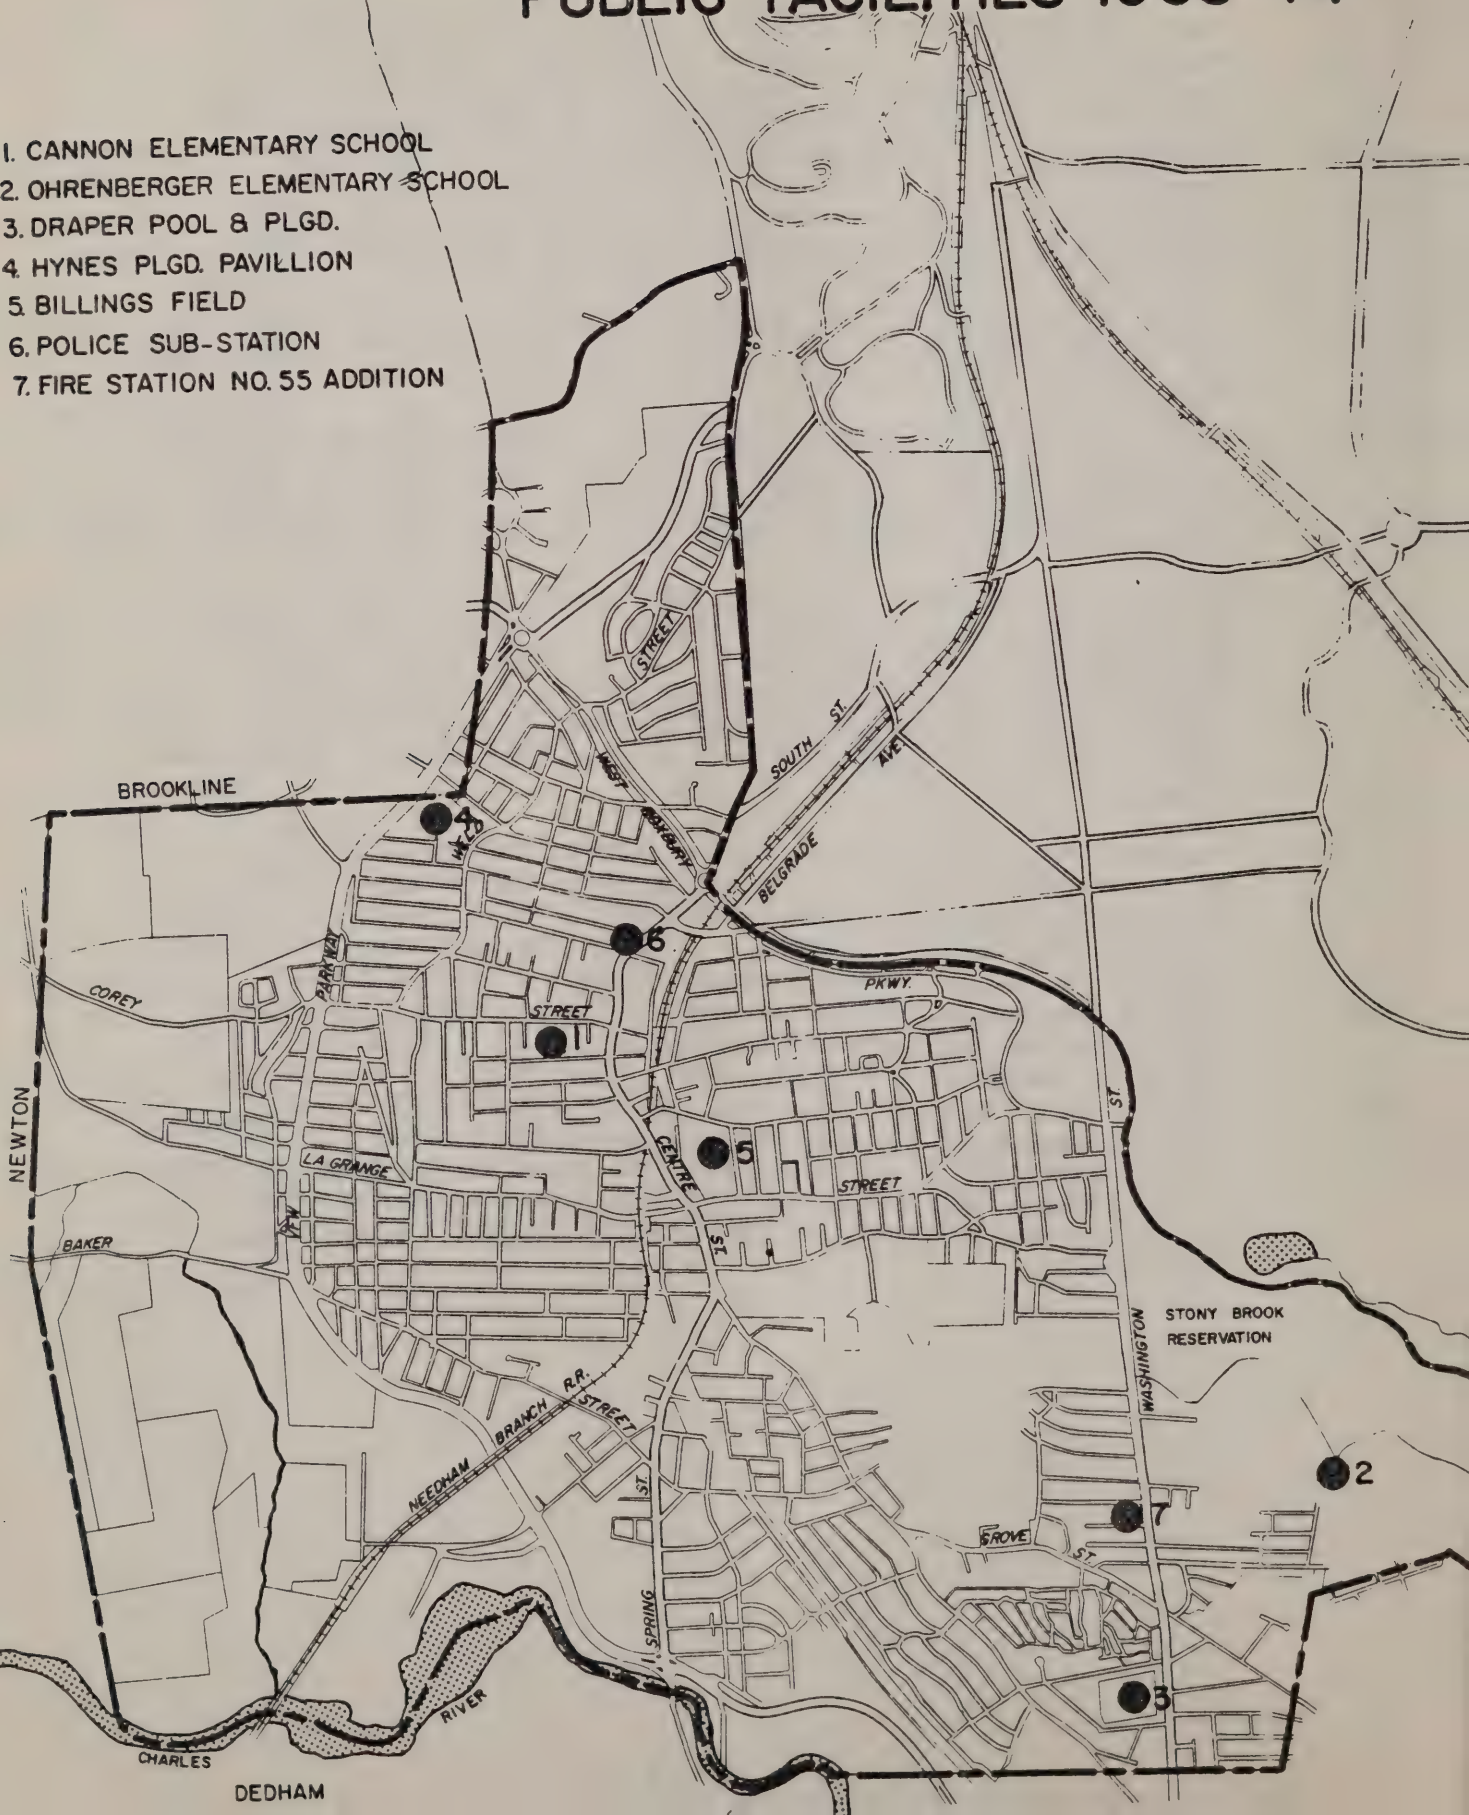 PUBLIC FACILITIES
1. CANNON ELEMENTARY SCHOOL
2. OHRENBERGER ELEMENTARY SCHOOL
3. DRAPER POOL & PLGD.
4. HYNES PLGD. PAVILLION
5. BILLINGS FIELD
6. POLICE SUB-STATION
7. FIRE STATION NO. 55 ADDITION
STREET
SOUTH ST.
WEST ROXBURY
AVE
BROOKLINE
4
WELD
BELGRADE
6
PARKWAY
PKWY.
COREY
STREET
1
NEWTON
ST.
5
CENTRE
LA GRANGE
STREET
VFW
BAKER
ST.
STONY BROOK
RESERVATION
WASHINGTON
R.R.
STREET
BRANCH
NEEDHAM
ST.
2
7
GROVE
ST
SPRING
3
RIVER
CHARLES
DEDHAM